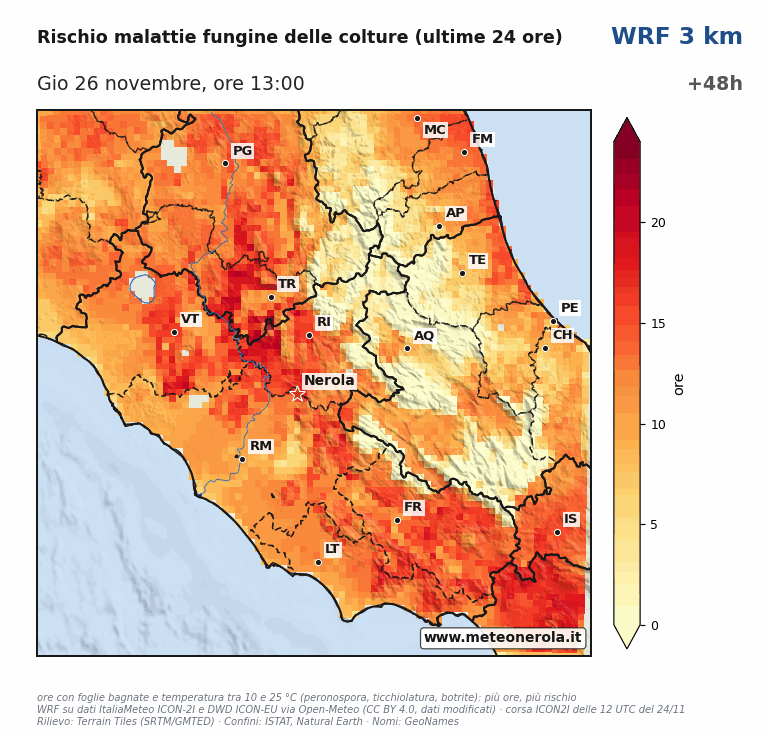 Rischio malattie fungine delle colture (ultime 24 ore)
WRF 3 km
Gio 26 novembre, ore 13:00
+48h
MC
FM
PG
AP
TE
TR
PE
VT
RI
CH
AQ
Nerola
RM
FR
IS
LT
www.meteonerola.it
20
15
10
5
0
ore
ore con foglie bagnate e temperatura tra 10 e 25 °C (peronospora, ticchiolatura, botrite): più ore, più rischio
WRF su dati ItaliaMeteo ICON-2I e DWD ICON-EU via Open-Meteo (CC BY 4.0, dati modificati) · corsa ICON2I delle 12 UTC del 24/11
Rilievo: Terrain Tiles (SRTM/GMTED) · Confini: ISTAT, Natural Earth · Nomi: GeoNames